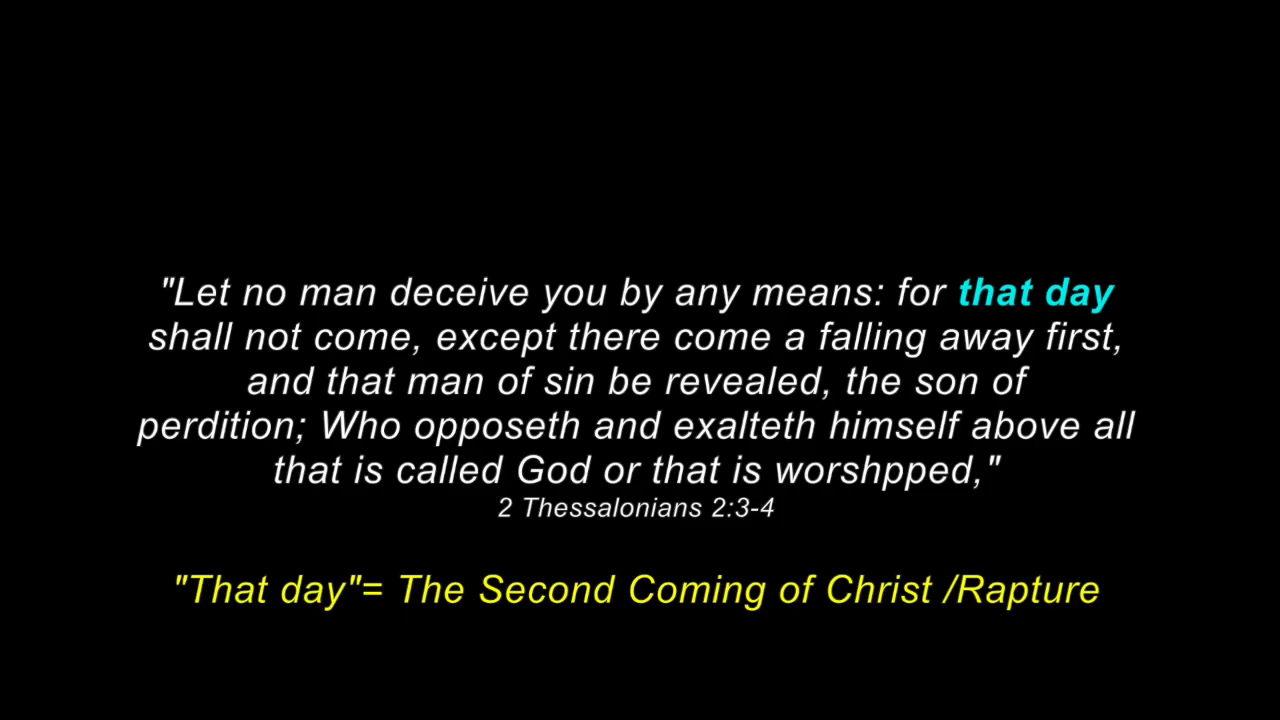 "Let no man deceive you by any means: for that day
shall not come, except there come a falling away first,
and that man of sin be revealed, the son of
perdition; Who opposeth and exalteth himself above all
that is called God or that is worshpped,"
2 Thessalonians 2:3-4
"That day"= The Second Coming of Christ /Rapture